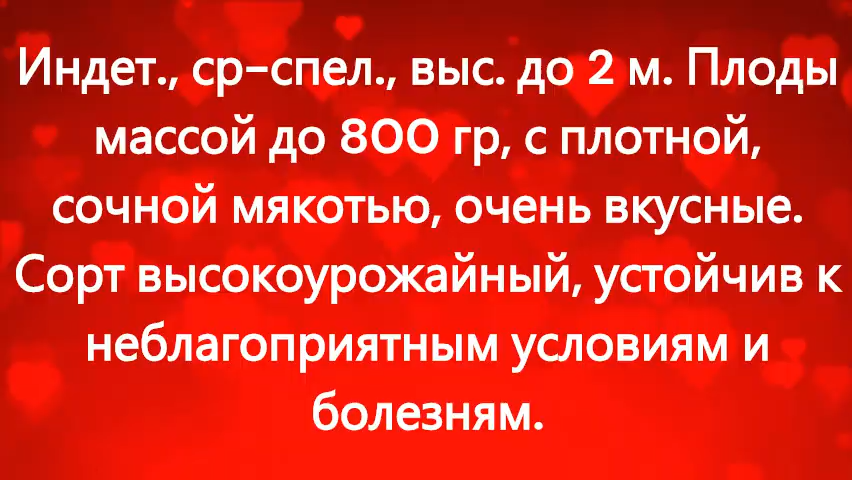 Индет., ср-спел., выс. до 2 м. Плоды
массой до 800 гр, с плотной,
сочной мякотью, очень вкусные.
Сорт высокоурожайный, устойчив к
неблагоприятным условиям и
болезням.